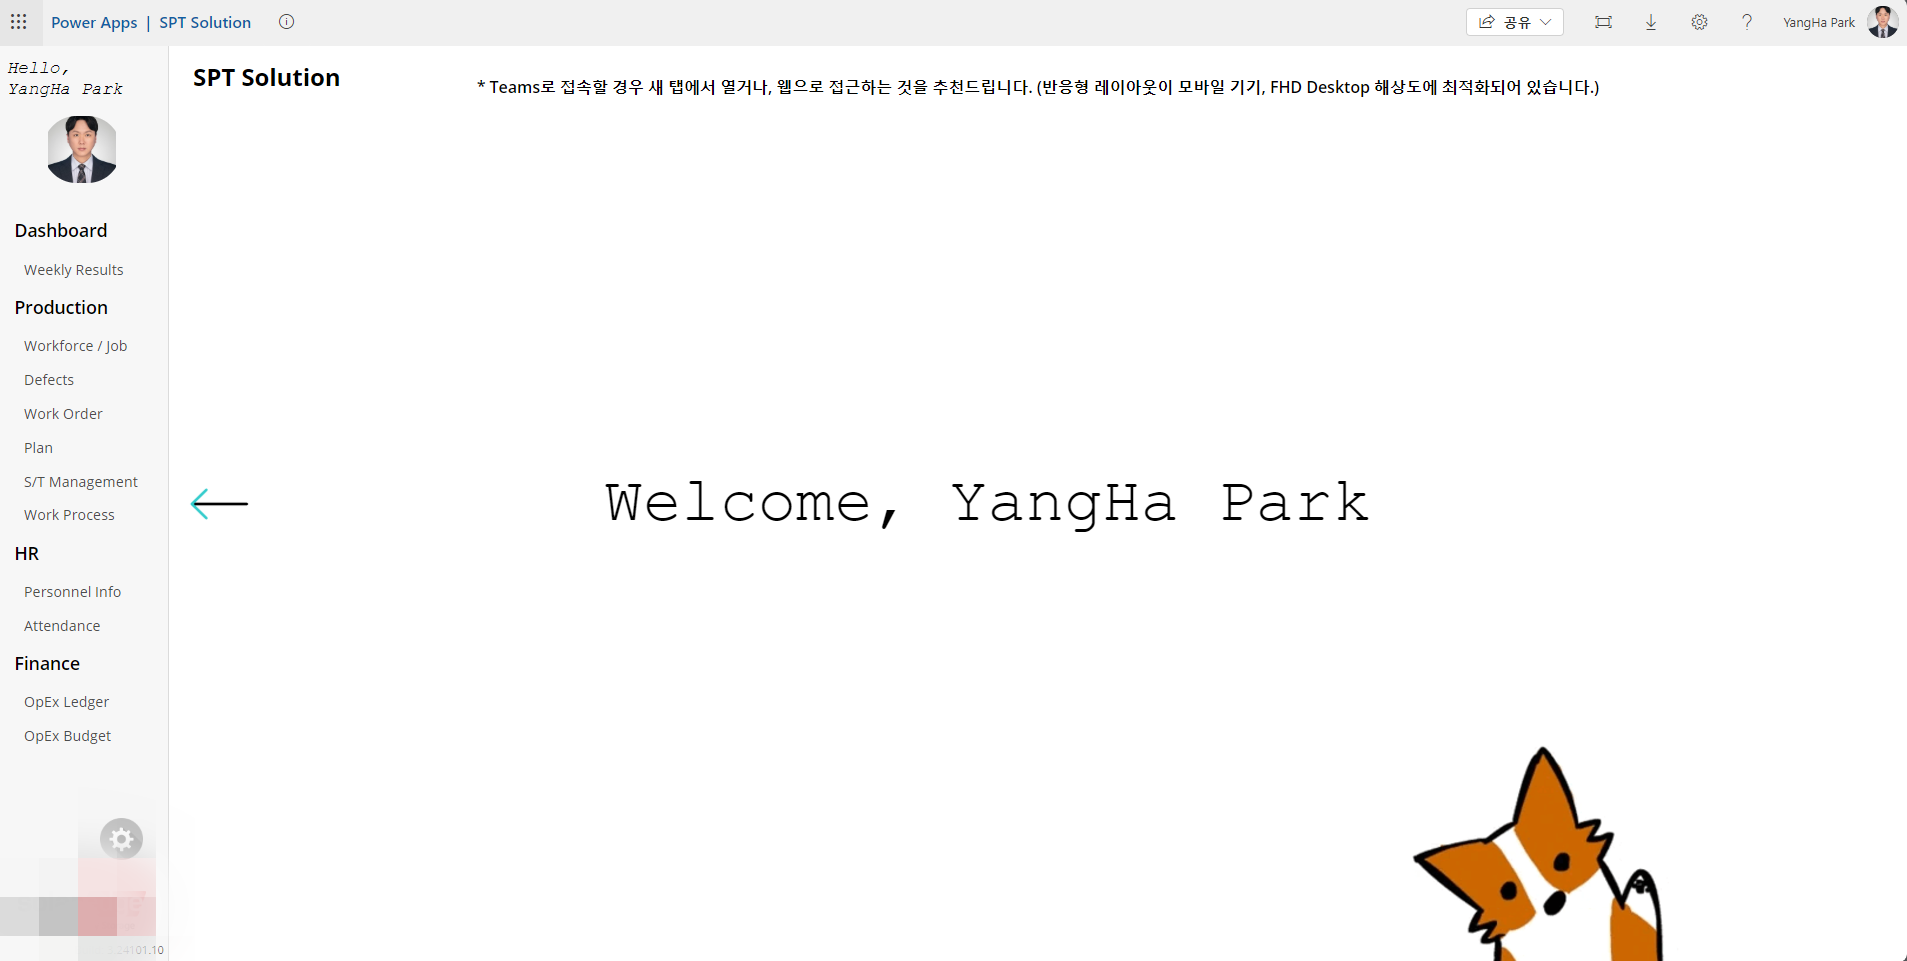 Power Apps | SPT Solution
공유
YangHa Park
Hello,
YangHa Park
SPT Solution
* Teams로 접속할 경우 새 탭에서 열거나, 웹으로 접근하는 것을 추천드립니다. (반응형 레이아웃이 모바일 기기, FHD Desktop 해상도에 최적화되어 있습니다.)
Dashboard
Weekly Results
Production
Workforce / Job
Defects
Work Order
Plan
S/T Management
Work Process
HR
Personnel Info
Attendance
Finance
OpEx Ledger
OpEx Budget
Welcome, YangHa Park